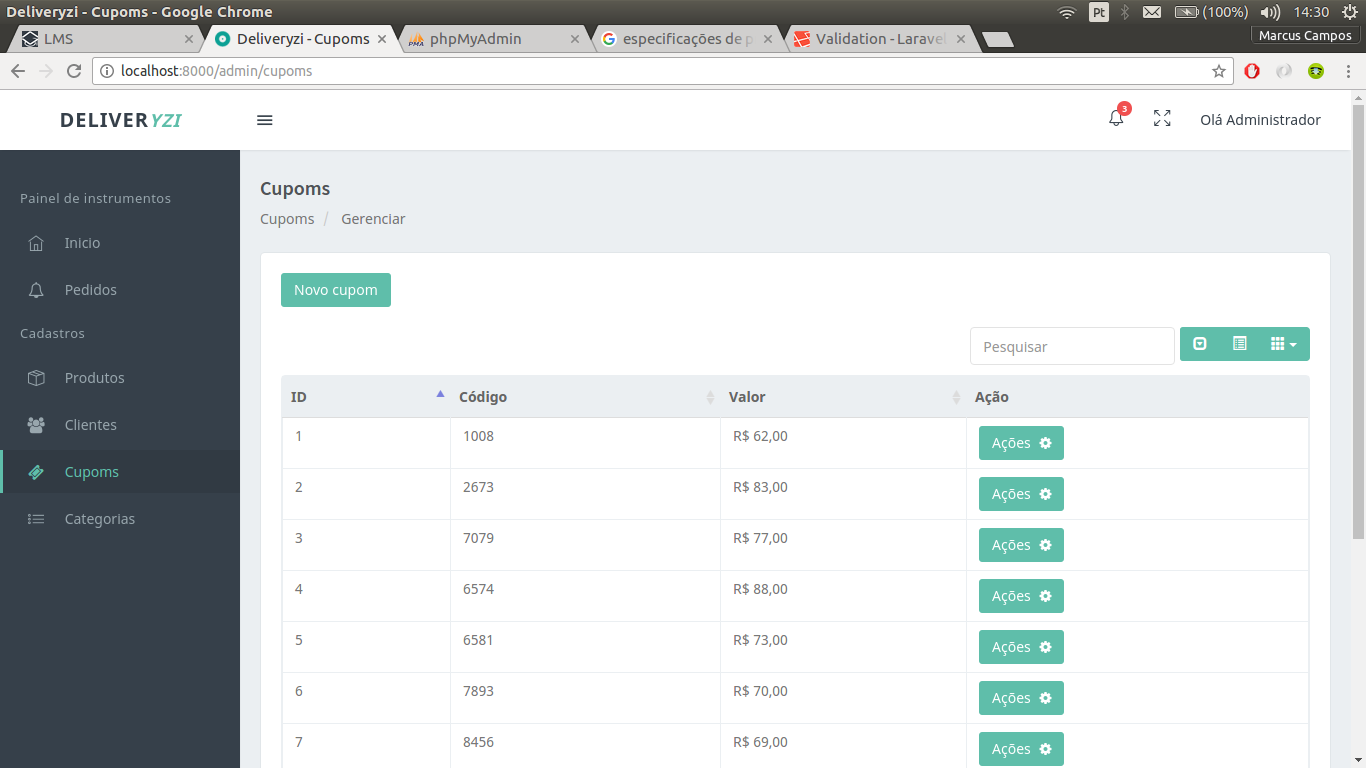 Deliveryzi - Cupoms - Google Chrome
Pt
(100%)
14:30
LMS
Deliveryzi - Cupoms
PMA
phpMyAdmin
especificações de p
Validation - Laravel
Marcus Campos
localhost:8000/admin/cupoms
DELIVERYZI
3
Olá Administrador
Painel de instrumentos
Inicio
Pedidos
Cadastros
Produtos
Clientes
Cupoms
Categorias
Cupoms
Cupoms / Gerenciar
Novo cupom
Pesquisar
ID Código Valor Ação
1 1008 R$ 62,00 Ações
2 2673 R$ 83,00 Ações
3 7079 R$ 77,00 Ações
4 6574 R$ 88,00 Ações
5 6581 R$ 73,00 Ações
6 7893 R$ 70,00 Ações
7 8456 R$ 69,00 Ações